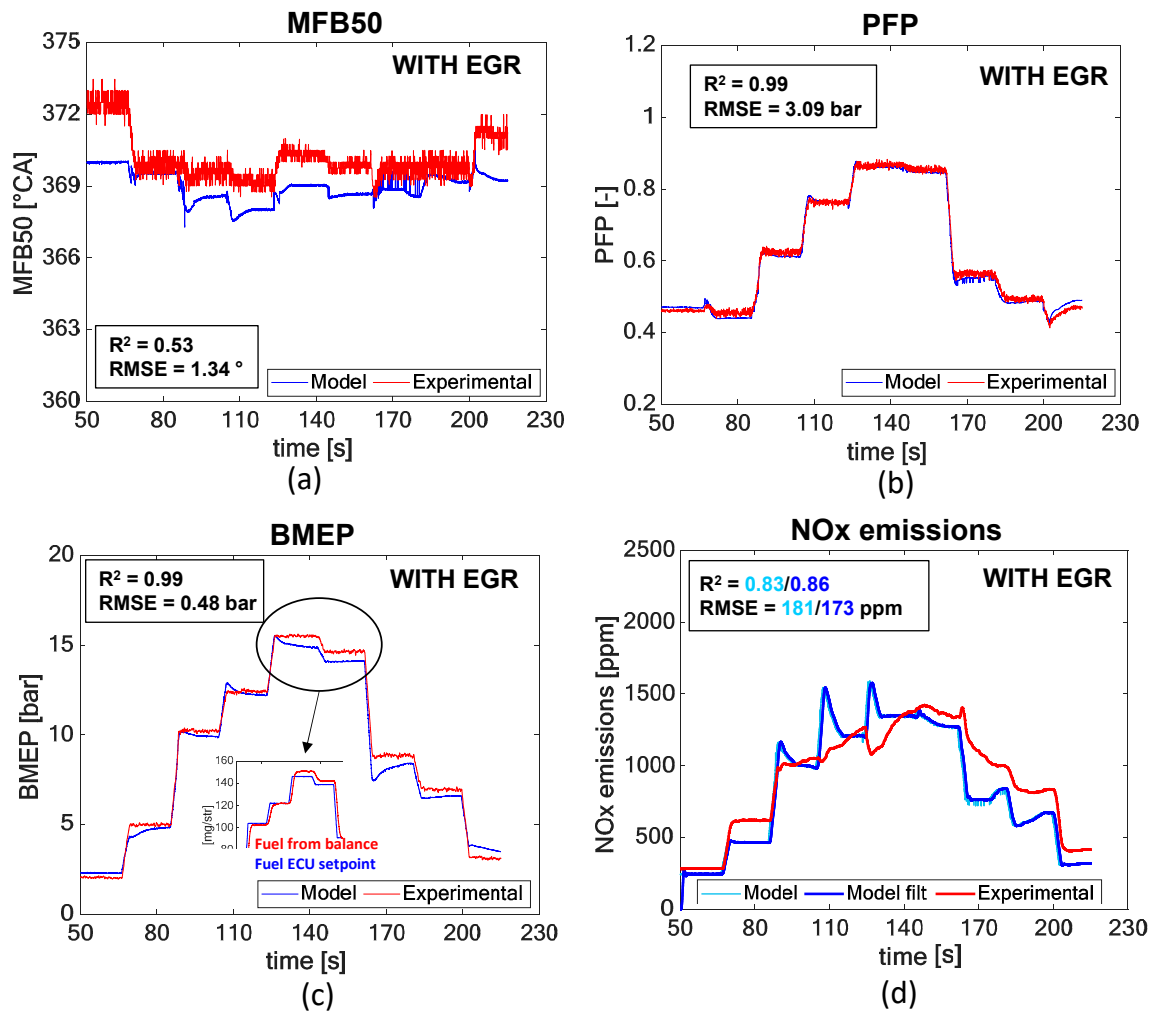 MFB50
375
372
369
366
363
360
MFB50 [°CA]
WITH EGR
R² = 0.53
RMSE = 1.34 °
Model Experimental
50 80 110 140 170 200 230
time [s]
(a)
PFP
1.2
1
0.8
0.6
0.4
0.2
PFP [-]
R² = 0.99
RMSE = 3.09 bar
WITH EGR
Model Experimental
50 80 110 140 170 200 230
time [s]
(b)
BMEP
20
15
10
5
0
BMEP [bar]
R² = 0.99
RMSE = 0.48 bar
WITH EGR
160
140
120
100
[mg/str]
Fuel from balance
Fuel ECU setpoint
Model Experimental
50 80 110 140 170 200 230
time [s]
(c)
NOx emissions
2500
2000
1500
1000
500
0
NOx emissions [ppm]
R² = 0.83/0.86
RMSE = 181/173 ppm
WITH EGR
Model Model filt Experimental
50 80 110 140 170 200 230
time [s]
(d)